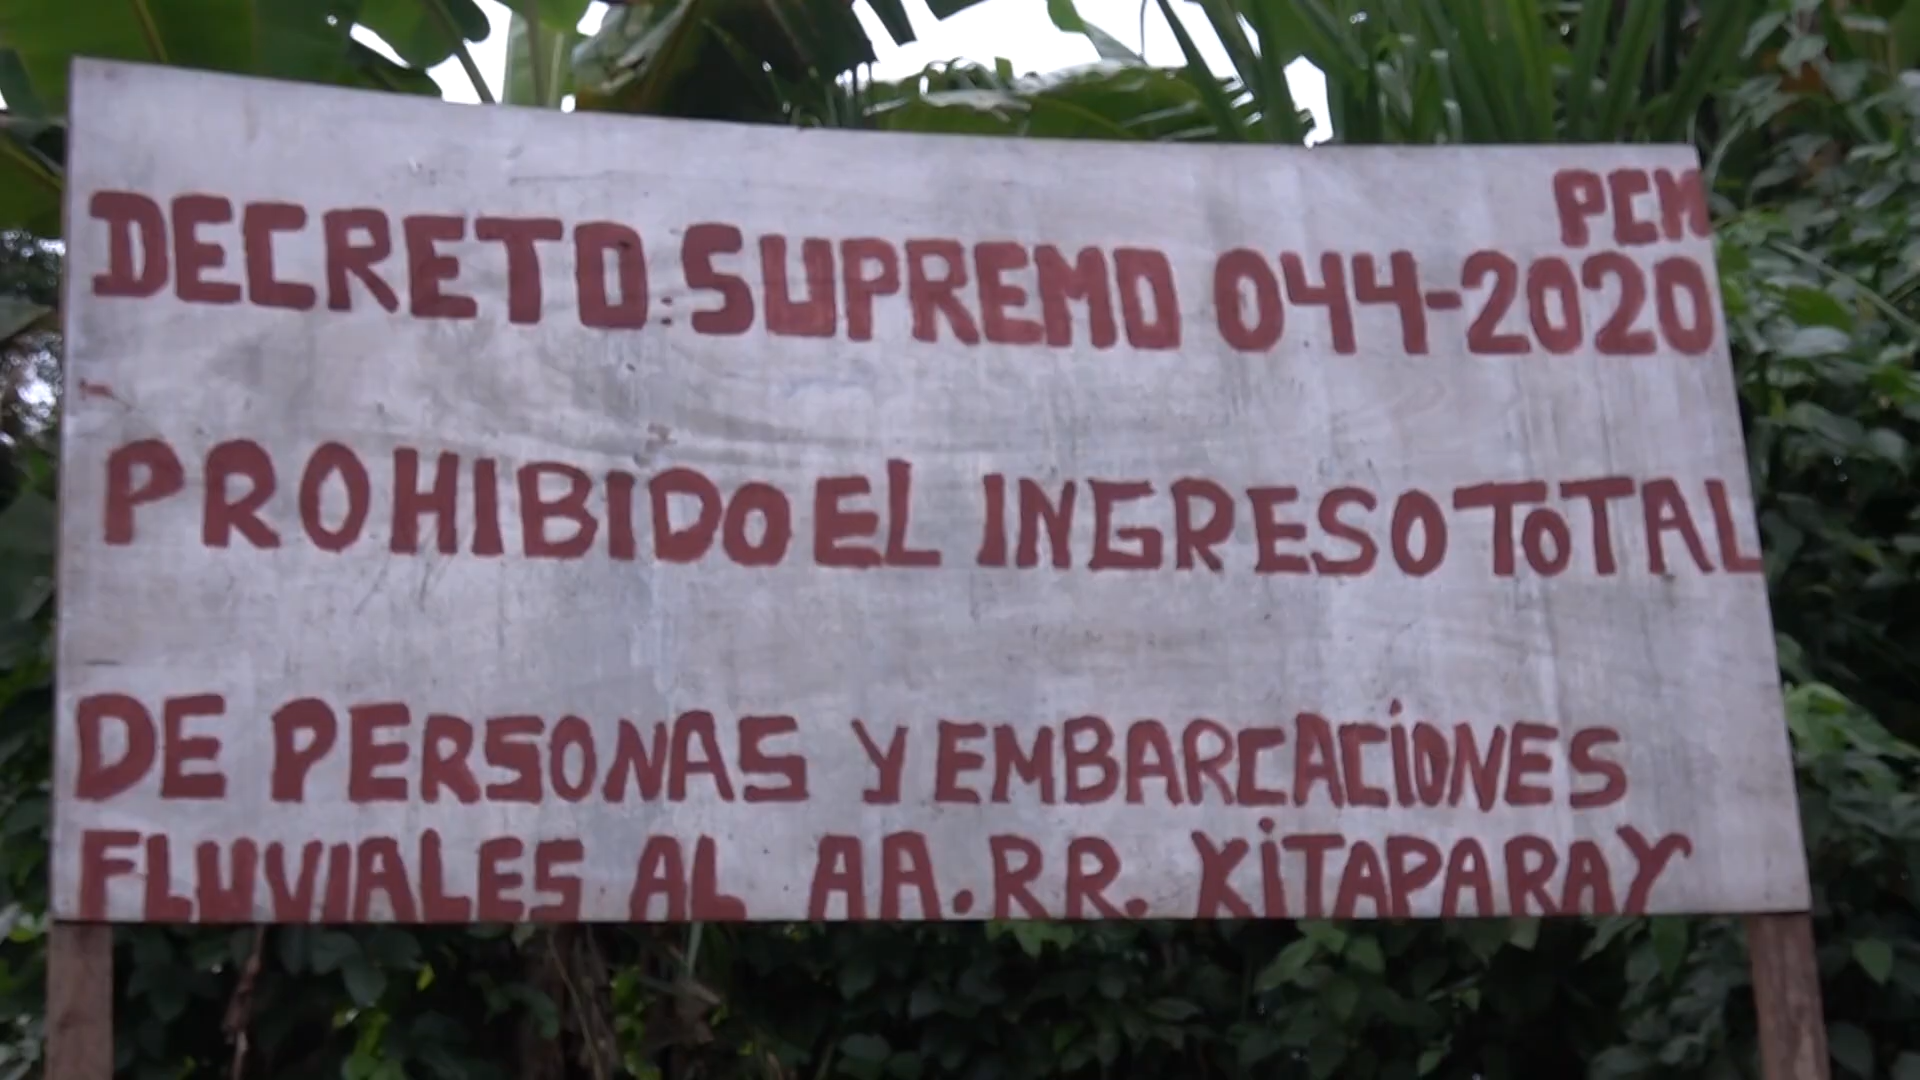 PCM
DECRETO: SUPREMO 044-2020
PROHIBIDO EL INGRESO TOTAL
DE PERSONAS Y EMBARCACIONES
FLUVIALES AL AA.RR. KITAPARAY